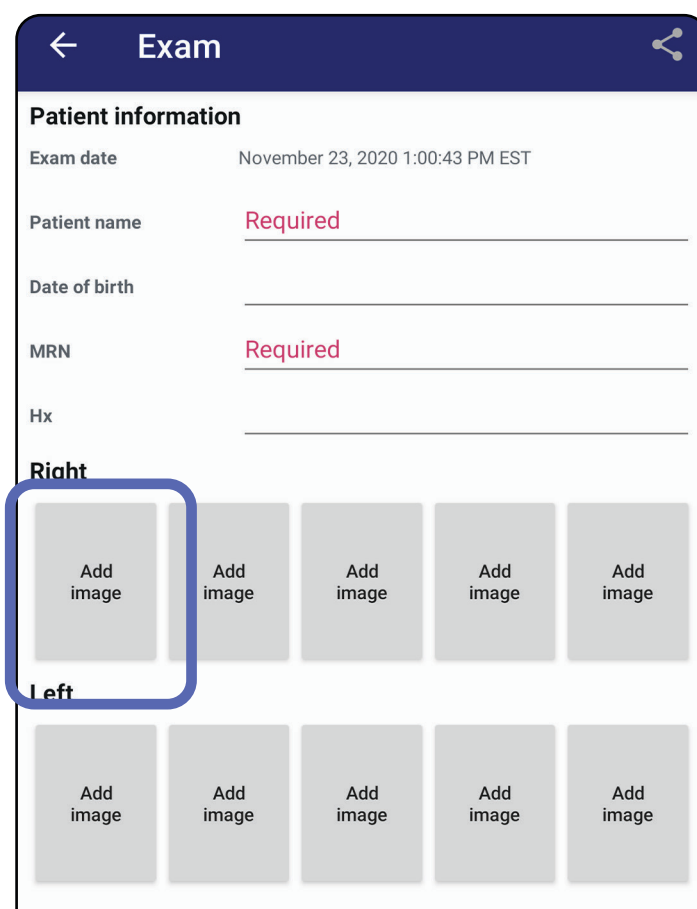 Exam
Patient information
Exam date November 23, 2020 1:00:43 PM EST
Patient name Required
Date of birth
MRN Required
Hx
Right
Add image Add image Add image Add image Add image
Left
Add image Add image Add image Add image Add image